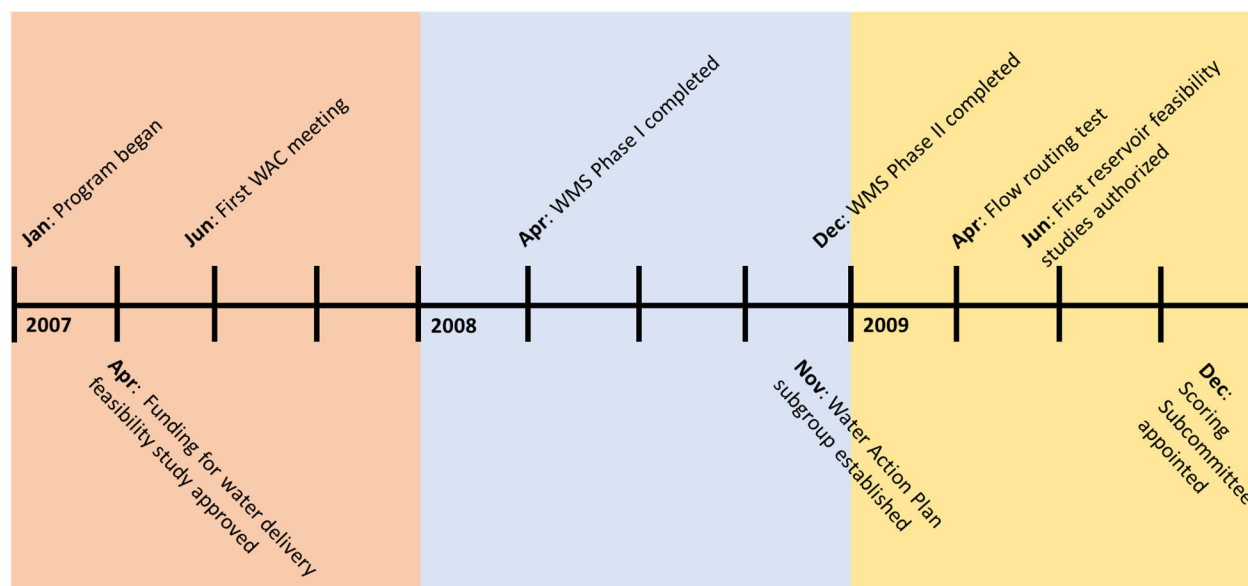 Jan: Program began
Jun: First WAC meeting
Apr: WMS Phase I completed
Dec: WMS Phase II completed
Apr: Flow routing test
Jun: First reservoir feasibility
studies authorized
2007
2008
2009
Apr: Funding for water delivery
feasibility study approved
Nov: Water Action Plan
subgroup established
Dec:
Scoring
Subcommittee
appointed